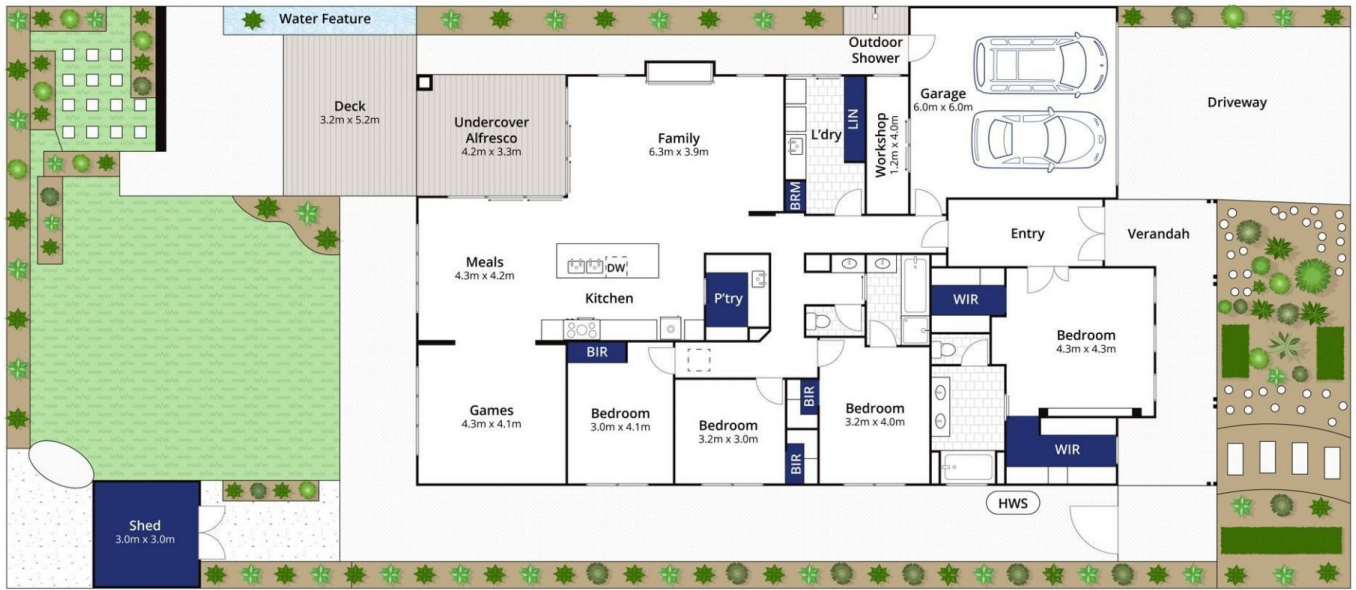 Water Feature
Outdoor
Shower
Garage
6.0m x 6.0m
Driveway
Deck
3.2m x 5.2m
Undercover
Alfresco
4.2m x 3.3m
Family
6.3m x 3.9m
L'dry
LIN
BRM
Workshop
1.2m x 4.0m
Entry
Verandah
Meals
4.3m x 4.2m
DW
Kitchen
P'try
WIR
Bedroom
4.3m x 4.3m
BIR
Games
4.3m x 4.1m
Bedroom
3.0m x 4.1m
Bedroom
3.2m x 3.0m
BIR
BIR
Bedroom
3.2m x 4.0m
WIR
HWS
Shed
3.0m x 3.0m